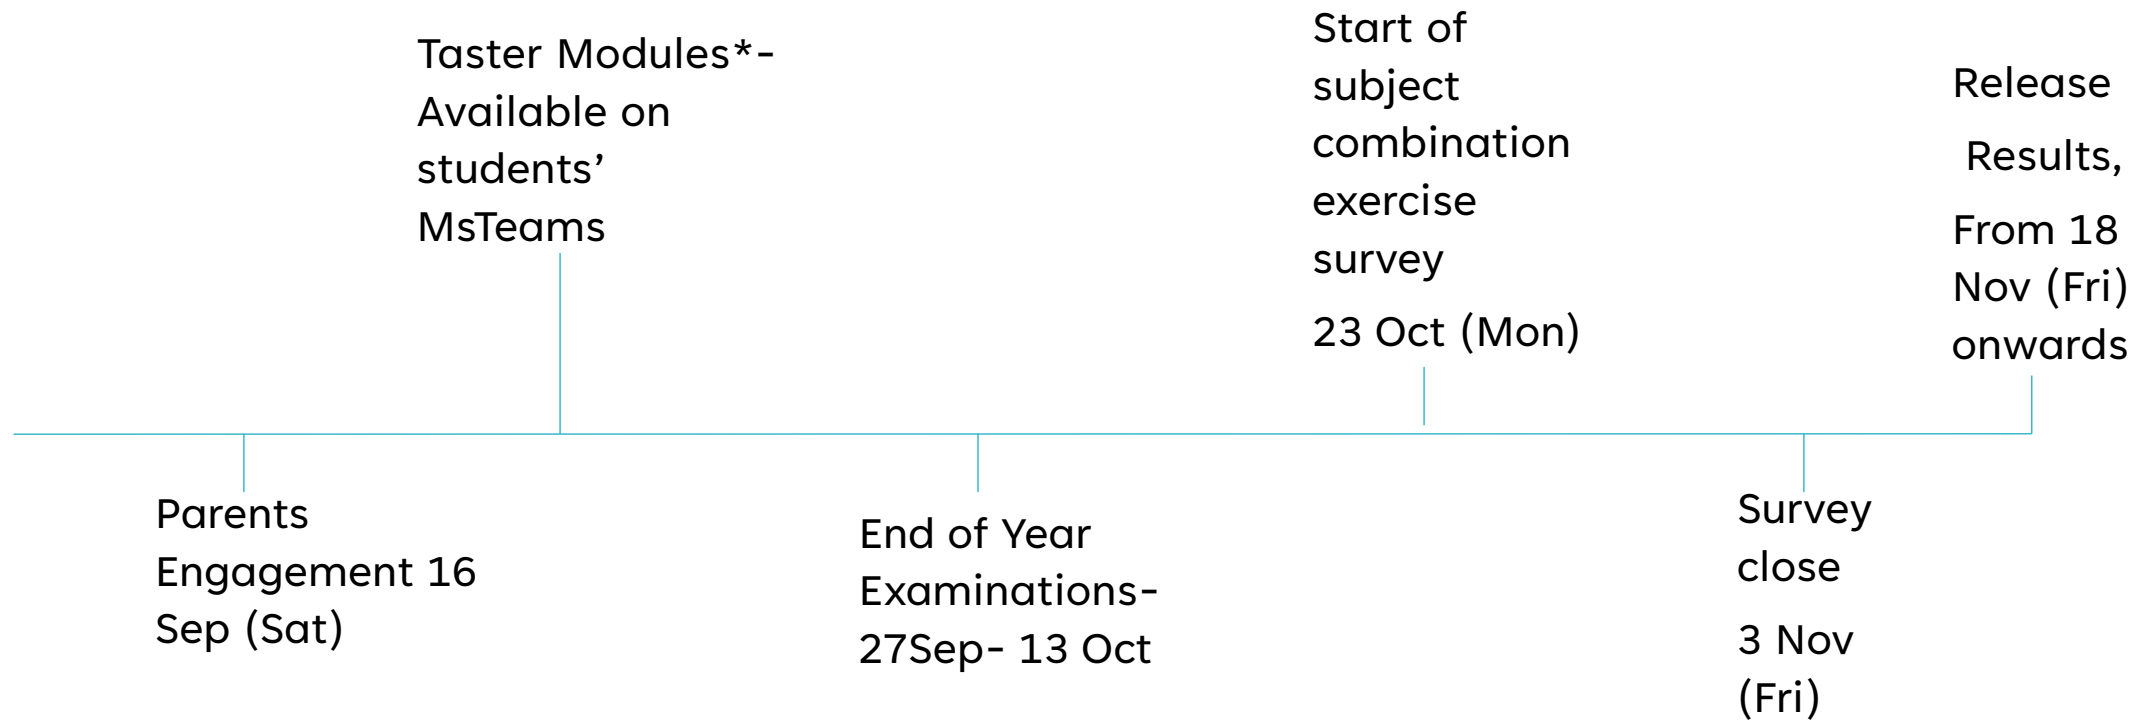 Taster Modules*-
Available on
students’
MsTeams
Start of
subject
combination
exercise
survey
23 Oct (Mon)
Release
Results,
From 18
Nov (Fri)
onwards
Parents
Engagement 16
Sep (Sat)
End of Year
Examinations-
27Sep- 13 Oct
Survey
close
3 Nov
(Fri)